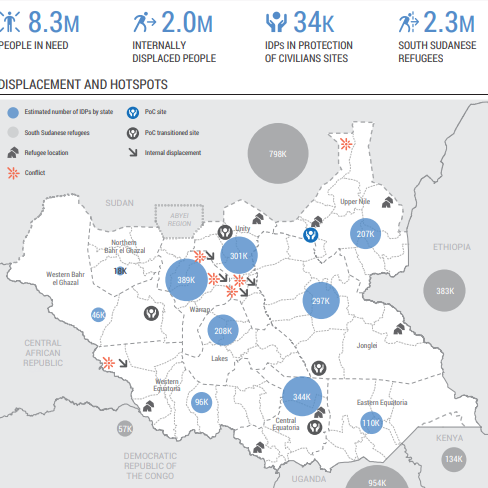 8.3M
PEOPLE IN NEED
2.0M
INTERNALLY
DISPLACED PEOPLE
34K
IDPS IN PROTECTION
OF CIVILIANS SITES
2.3M
SOUTH SUDANESE
REFUGEES
DISPLACEMENT AND HOTSPOTS
Estimated number of IDPs by state
PoC site
South Sudanese refugees
PoC transitioned site
Refugee location
Internal displacement
Conflict
798K
SUDAN
ABYEI
REGION
Upper Nile
Unity
207K
Northern
Bahr el Ghazal
ETHIOPIA
301K
18K
Western Bahr
el Ghazal
389K
383K
297K
Warrap
46K
208K
CENTRAL
AFRICAN
REPUBLIC
Jonglei
Lakes
Western
Equatoria
96K
344K
Eastern Equatoria
Central
Equatoria
110K
57K
KENYA
DEMOCRATIC
REPUBLIC OF
THE CONGO
134K
UGANDA
954K